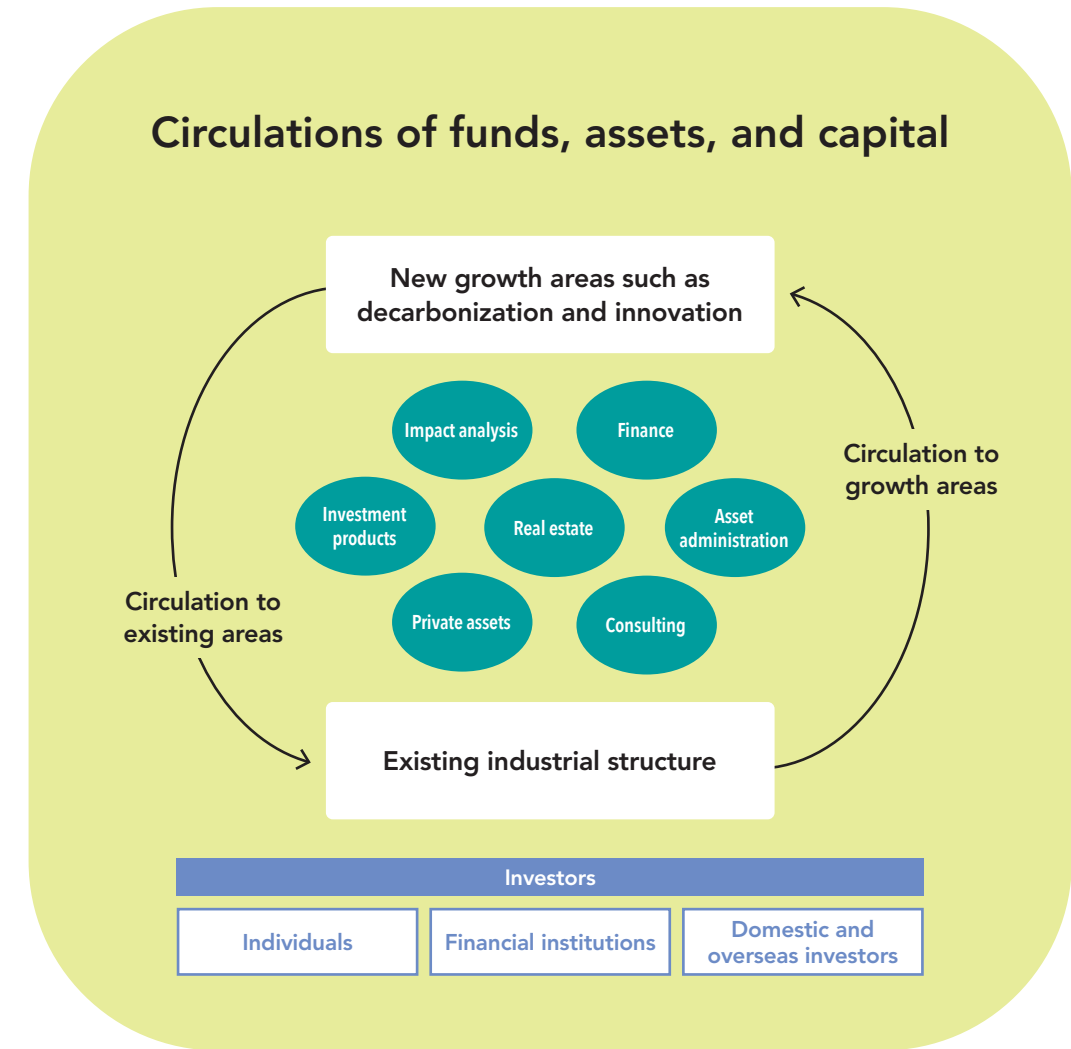 Circulations of funds, assets, and capital
New growth areas such as
decarbonization and innovation
Impact analysis
Finance
Circulation to
growth areas
Investment
products
Real estate
Asset
administration
Circulation to
existing areas
Private assets
Consulting
Existing industrial structure
Investors
Individuals
Financial institutions
Domestic and
overseas investors